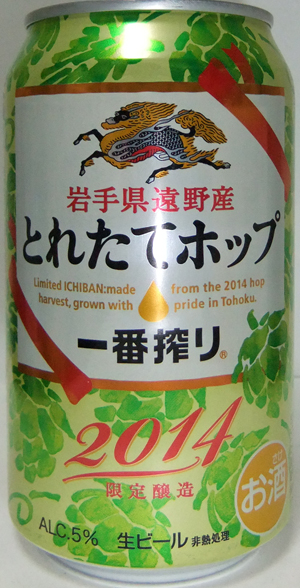 岩手県遠野産
とれたてホップ
Limited ICHIBAN:made from the 2014 hop
harvest, grown with pride in Tohoku.
一番搾り®
2014
限定醸造
お酒
ALC.5% 生ビール 非熱処理